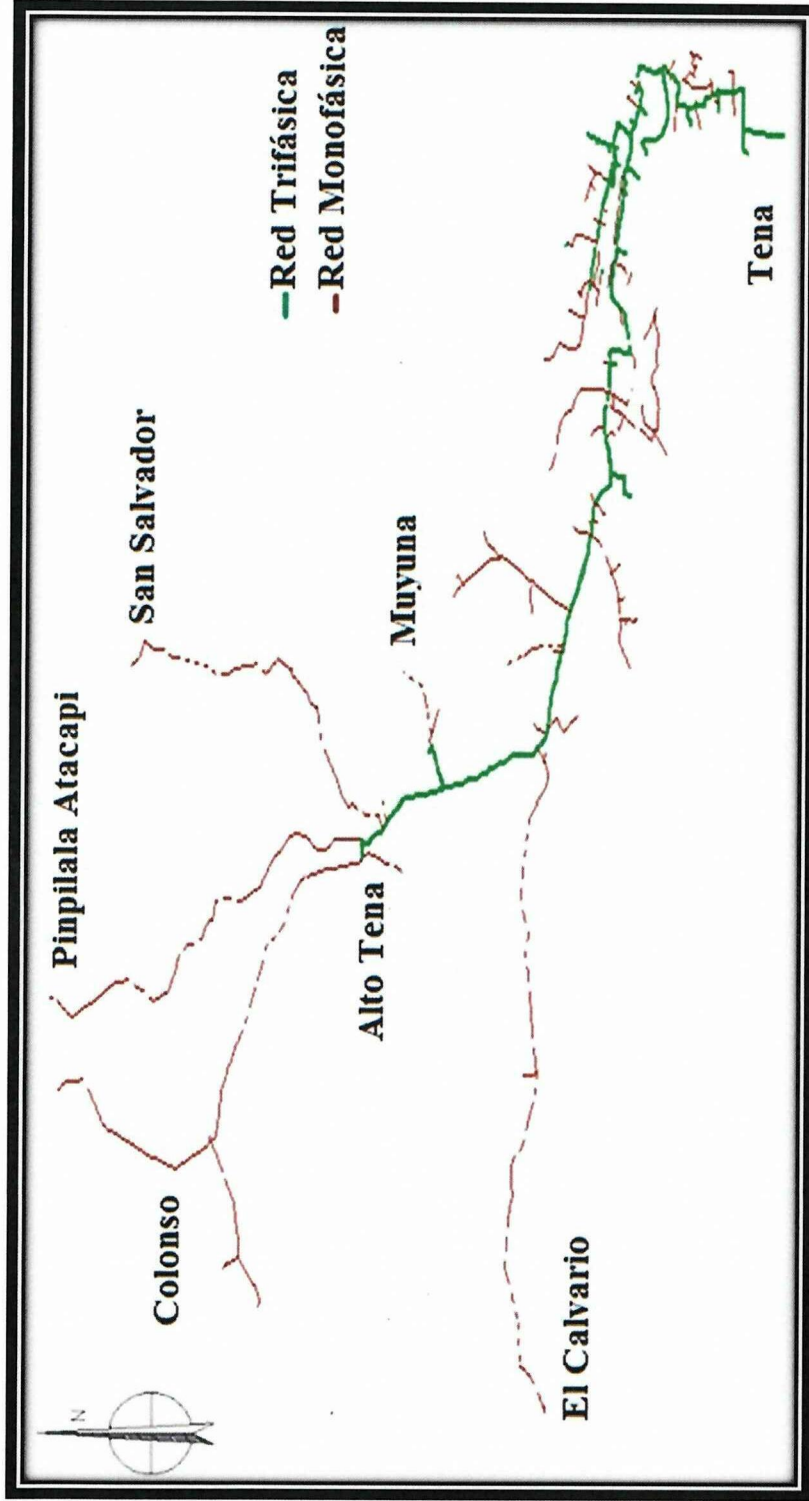 N
Pinpilala Atacapi
San Salvador
Red Trifásica
Red Monofásica
Colonso
Alto Tena
Muyuna
El Calvario
Tena